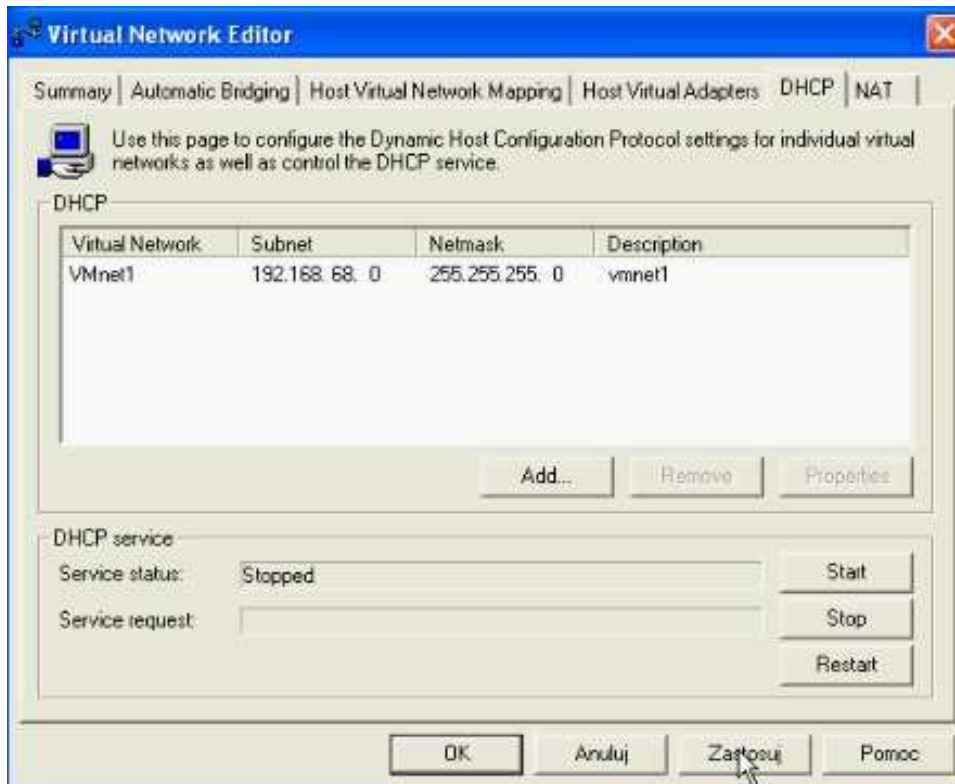 Virtual Network Editor
Summary Automatic Bridging Host Virtual Network Mapping Host Virtual Adapters DHCP NAT
Use this page to configure the Dynamic Host Configuration Protocol settings for individual virtual
networks as well as control the DHCP service.
DHCP
Virtual Network Subnet Netmask Description
VMnet1 192.168. 68. 0 255.255.255. 0 vmnet1
Add... Remove Properties
DHCP service
Service status: Stopped Start
Service request: Stop
Restart
OK Anuluj Zastosuj Pomoc